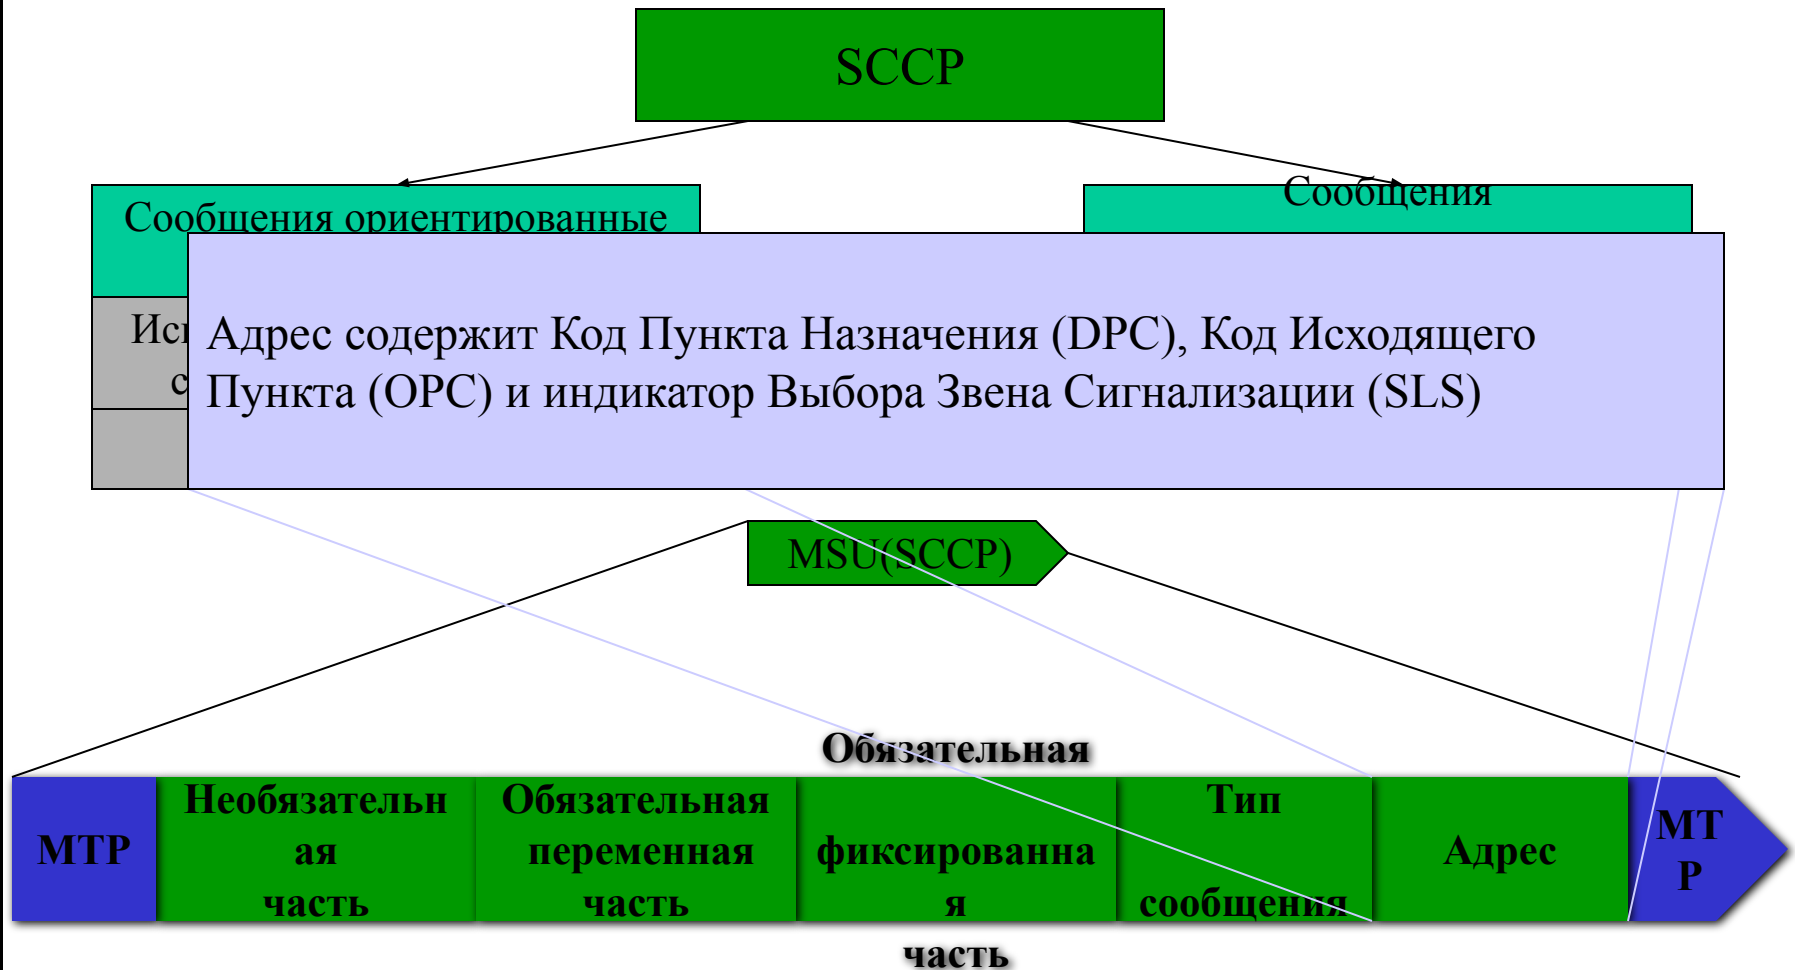 SCCP
Сообщения ориентированные
Сообщения
Адрес содержит Код Пункта Назначения (DPC), Код Исходящего
Пункта (OPC) и индикатор Выбора Звена Сигнализации (SLS)
MSU(SCCP)
MTP
Необязательн
ая
часть
Обязательная
переменная
часть
Обязательная
фиксированна
я
часть
Тип
сообщения
Адрес
MT
P